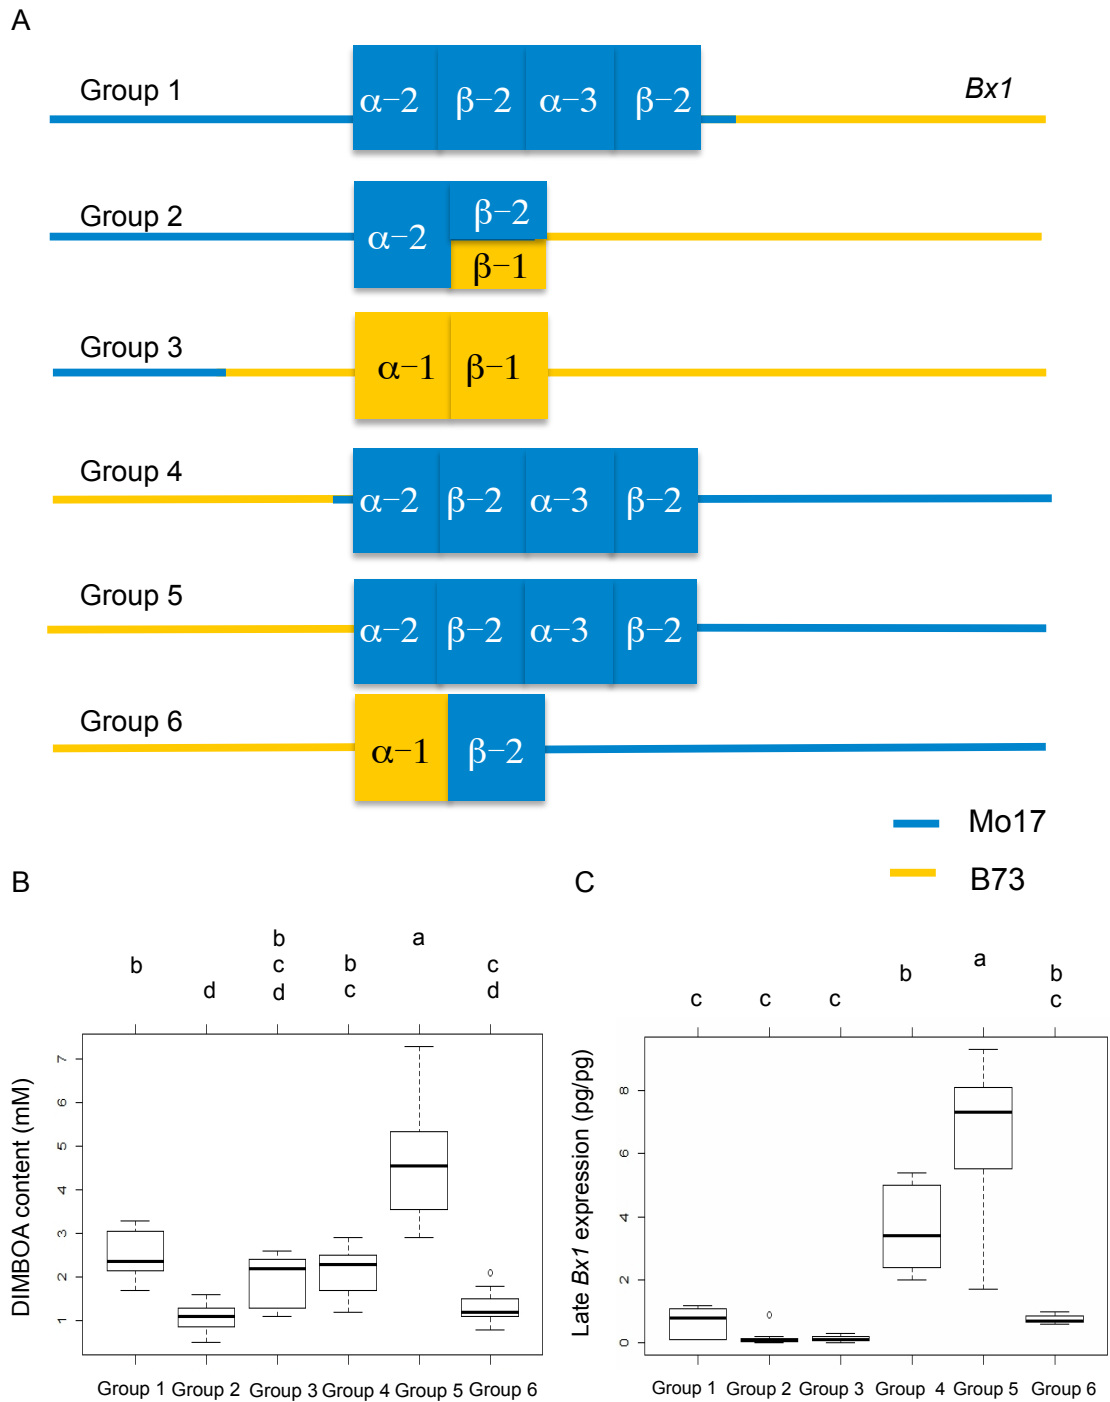 A
Group 1
Bx1
α−2 β−2 α−3 β−2
Group 2
α−2
β−2
β−1
Group 3
α−1 β−1
Group 4
α−2 β−2 α−3 β−2
Group 5
α−2 β−2 α−3 β−2
Group 6
α−1 β−2
Mo17
B73
B
b
d
b
c
d
b
c
a
c
d
DIMBOA content (mM)
7
6
5
4
3
2
1
Group 1 Group 2 Group 3 Group 4 Group 5 Group 6
C
c
c
c
b
a
b
c
Late Bx1 expression (pg/pg)
8
6
4
2
0
Group 1 Group 2 Group 3 Group 4 Group 5 Group 6